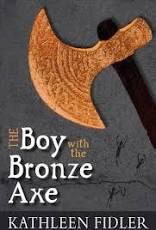 THE
Boy
with the
Bronze
Axe
KATHLEEN FIDLER